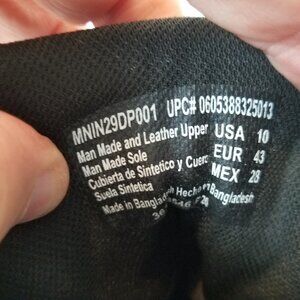 MNIN29DP001 UPC# 0605388325013
Man Made and Leather Upper
Man Made Sole
Cubierta de Sintetico y Cuero
Suela Sintetica
Made in Bangladesh Hecho Bangladesh
USA 10
EUR 43
MEX 28